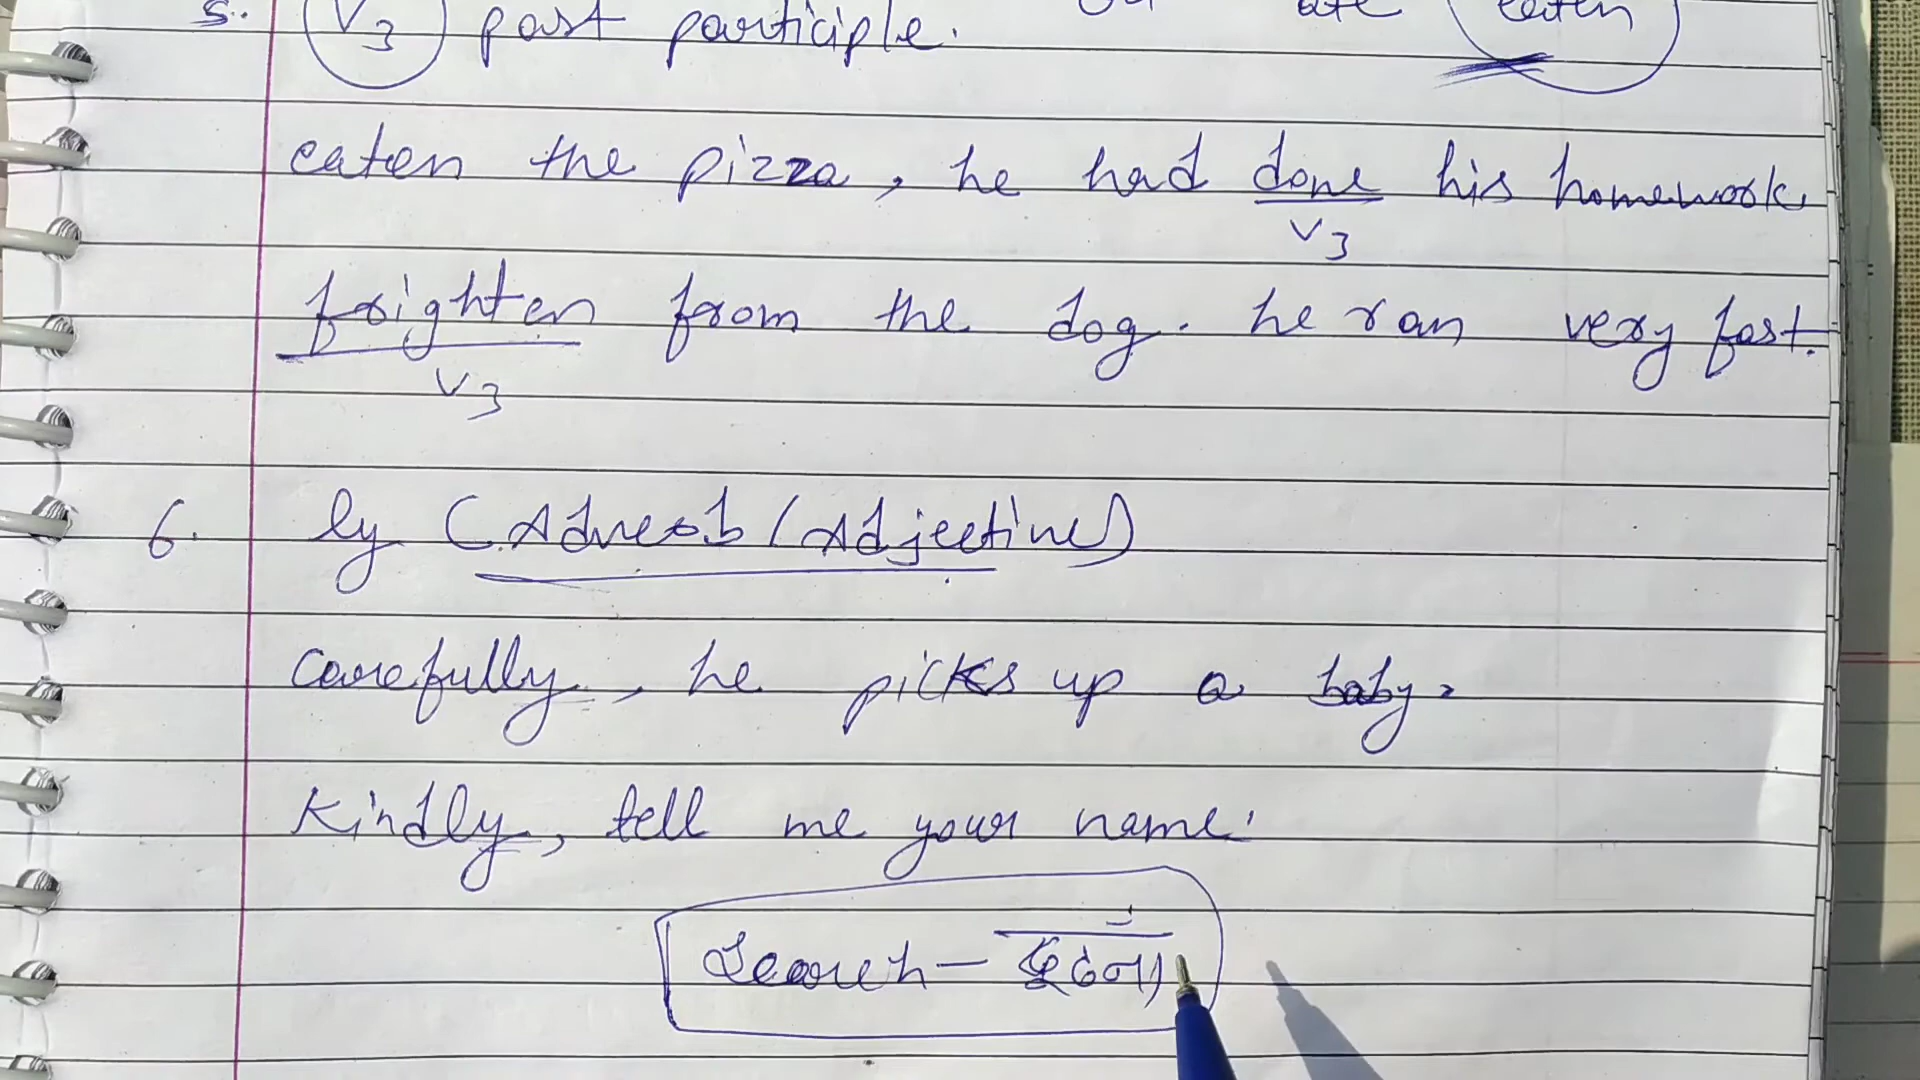 5. V3 past participle. eat ate eaten
eaten the pizza, he had done his homework.
V3
frighten from the dog. he ran very fast.
V3
6. ly (Adverb (Adjective)
Carefully, he picks up a baby.
Kindly, tell me your name.
Search - ढूंढना